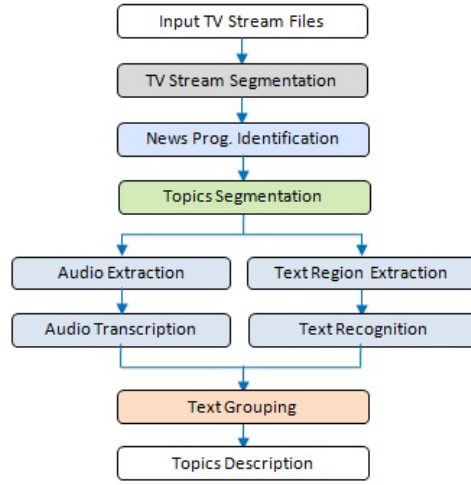 Input TV Stream Files
TV Stream Segmentation
News Prog. Identification
Topics Segmentation
Audio Extraction
Text Region Extraction
Audio Transcription
Text Recognition
Text Grouping
Topics Description